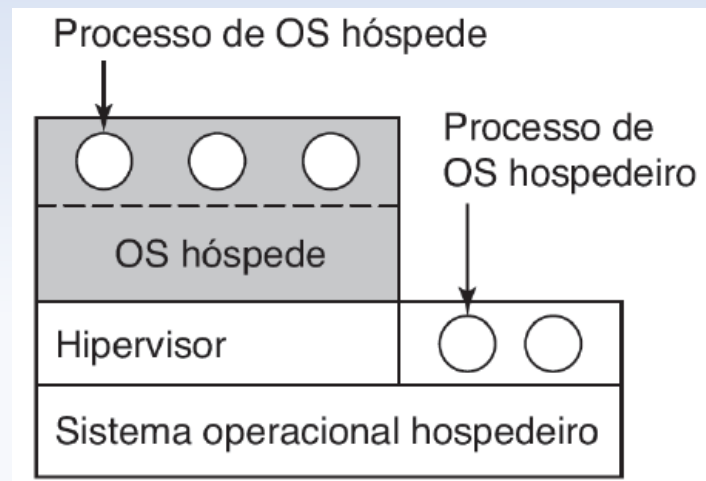 Processo de OS hóspede
Processo de
OS hospedeiro
OS hóspede
Hipervisor
Sistema operacional hospedeiro